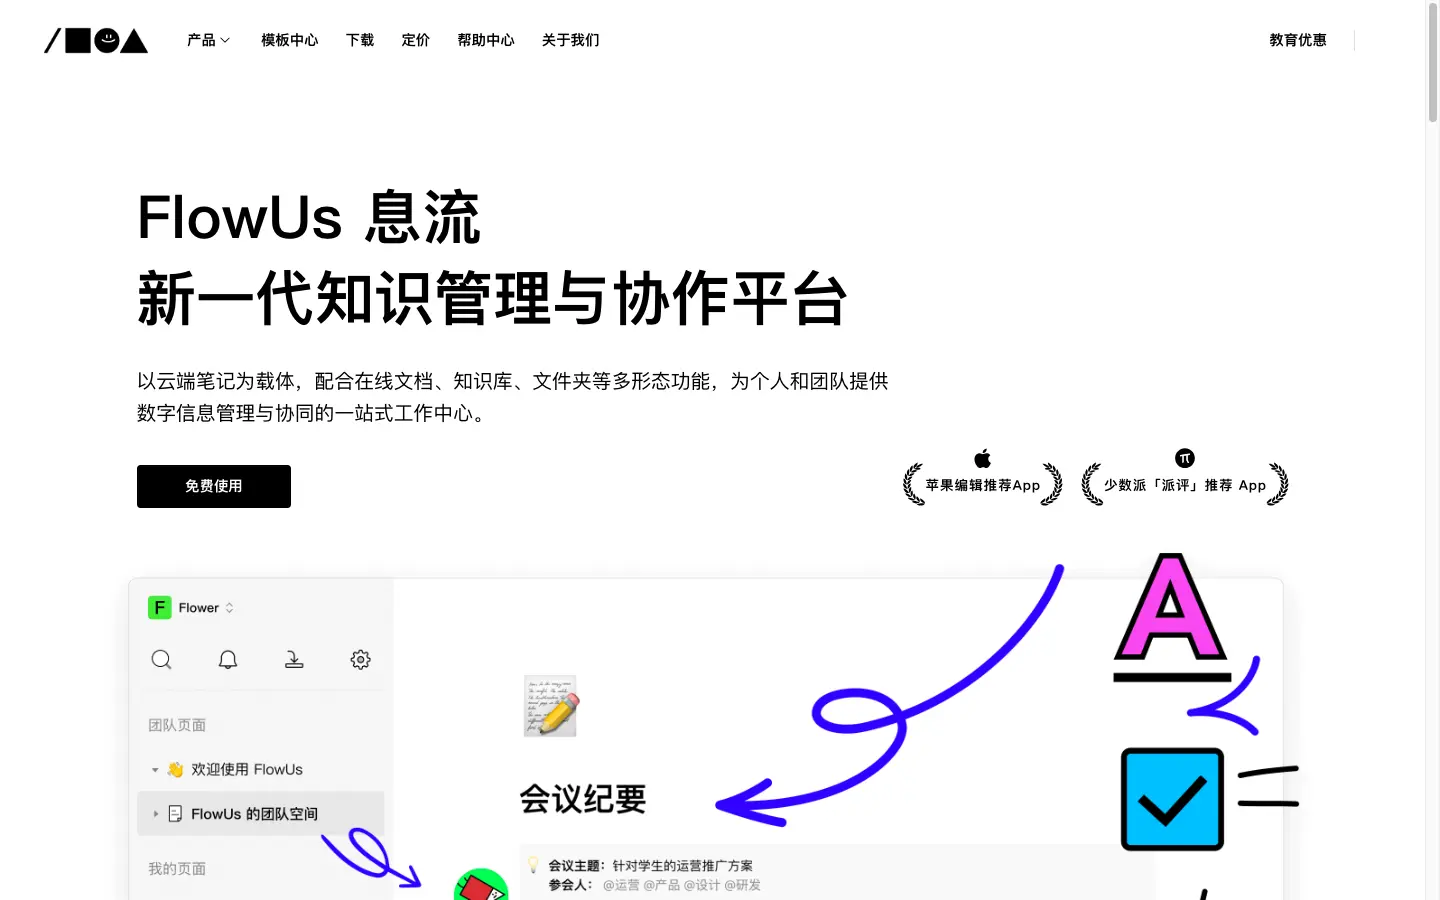 产品
模板中心
下载
定价
帮助中心
关于我们
教育优惠
FlowUs 息流
新一代知识管理与协作平台
以云端笔记为载体，配合在线文档、知识库、文件夹等多形态功能，为个人和团队提供
数字信息管理与协同的一站式工作中心。
免费使用
苹果编辑推荐App
少数派「派评」推荐 App
F Flower
团队页面
欢迎使用 FlowUs
FlowUs 的团队空间
我的页面
会议纪要
会议主题：针对学生的运营推广方案
参会人： @运营 @产品 @设计 @研发
A